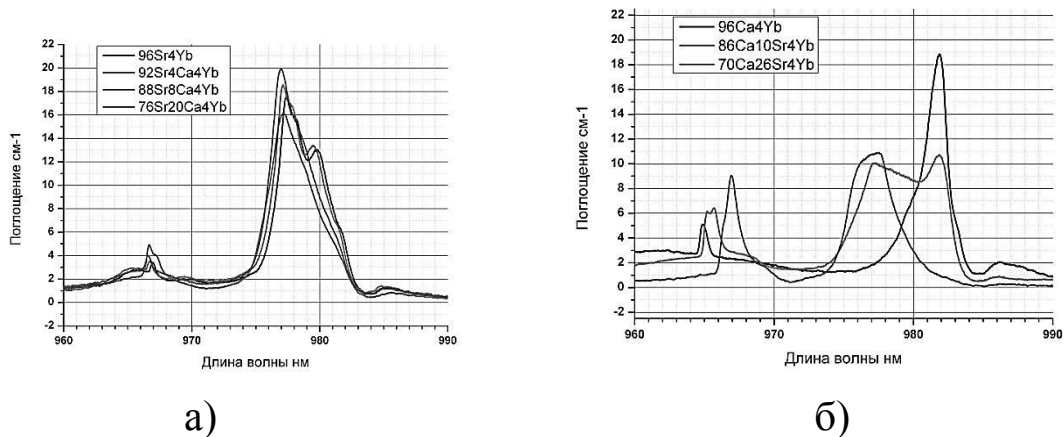 96Sr4Yb
92Sr4Ca4Yb
88Sr8Ca4Yb
76Sr20Ca4Yb
Поглощение см-1
22
20
18
16
14
12
10
8
6
4
2
0
-2
960
970
980
990
Длина волны нм
а)
96Ca4Yb
86Ca10Sr4Yb
70Ca26Sr4Yb
Поглощение см-1
22
20
18
16
14
12
10
8
6
4
2
0
-2
960
970
980
990
Длина волны нм
б)